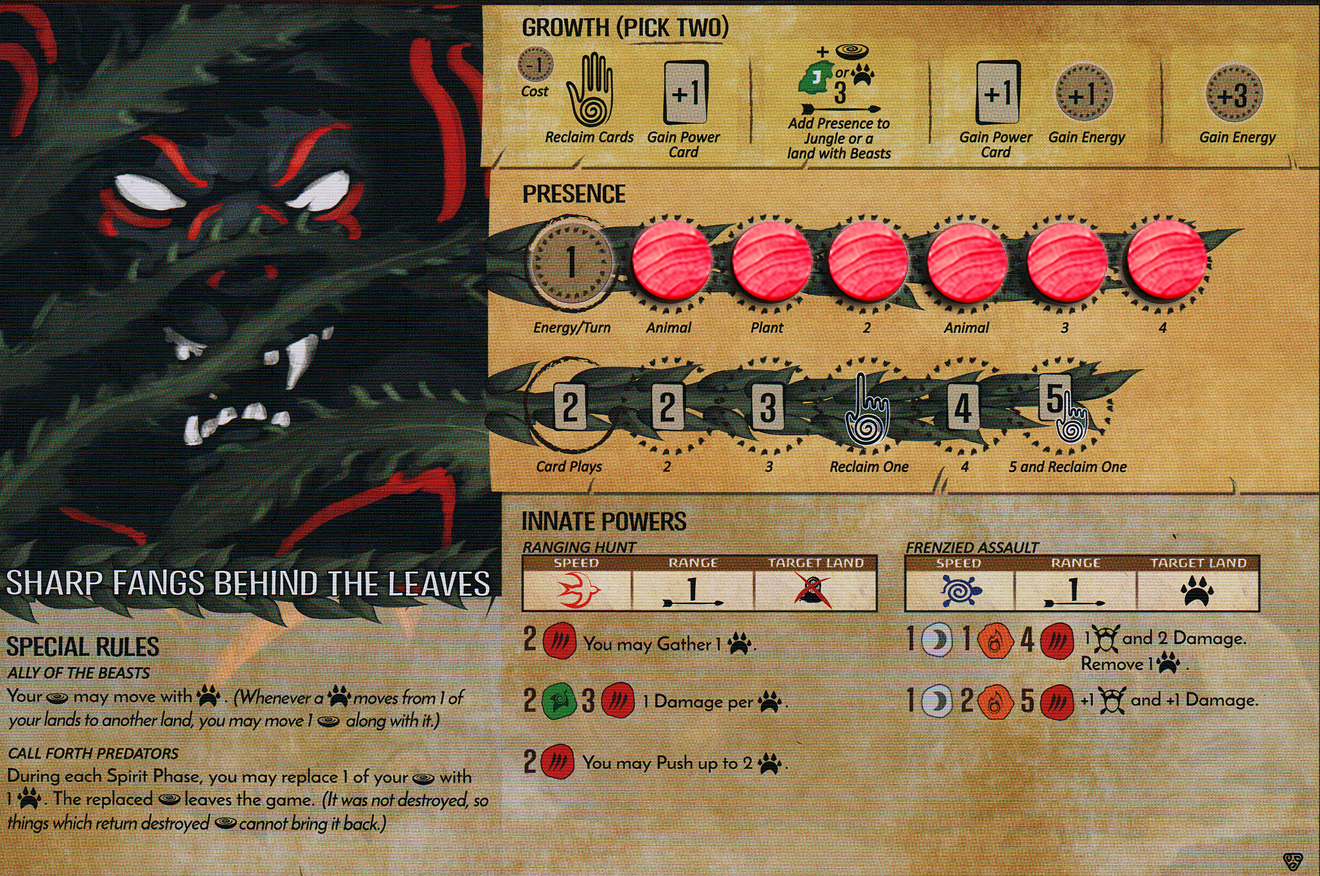 GROWTH (PICK TWO)
-1
Cost
Reclaim Cards
+1
Gain Power
Card
+
J or
3
Add Presence to
Jungle or a
land with Beasts
+1
Gain Power
Card
+1
Gain Energy
+3
Gain Energy
PRESENCE
1
Energy/Turn Animal Plant 2 Animal 3 4
2 2 3 4 5
Card Plays 2 3 Reclaim One 4 5 and Reclaim One
SHARP FANGS BEHIND THE LEAVES
SPECIAL RULES
ALLY OF THE BEASTS
Your may move with . (Whenever a moves from 1 of
your lands to another land, you may move 1 along with it.)
CALL FORTH PREDATORS
During each Spirit Phase, you may replace 1 of your with
1 . The replaced leaves the game. (It was not destroyed, so
things which return destroyed cannot bring it back.)
INNATE POWERS
RANGING HUNT
SPEED RANGE TARGET LAND
1
2 You may Gather 1 .
2 3 1 Damage per .
2 You may Push up to 2 .
FRENZIED ASSAULT
SPEED RANGE TARGET LAND
1
1 1 4 1 and 2 Damage.
Remove 1 .
1 2 5 +1 and +1 Damage.